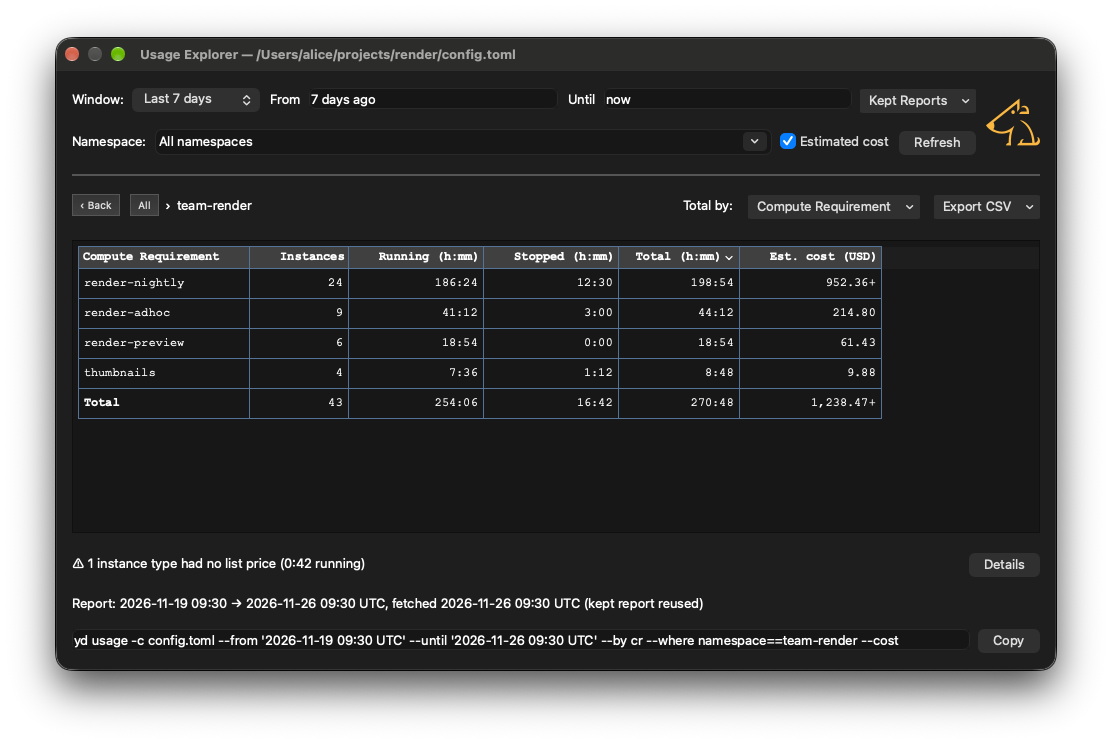 Usage Explorer — /Users/alice/projects/render/config.toml
Window: Last 7 days From 7 days ago Until now Kept Reports
Namespace: All namespaces Estimated cost Refresh
‹ Back All › team-render Total by: Compute Requirement Export CSV
Compute Requirement Instances Running (h:mm) Stopped (h:mm) Total (h:mm) Est. cost (USD)
render-nightly 24 186:24 12:30 198:54 952.36+
render-adhoc 9 41:12 3:00 44:12 214.80
render-preview 6 18:54 0:00 18:54 61.43
thumbnails 4 7:36 1:12 8:48 9.88
Total 43 254:06 16:42 270:48 1,238.47+
⚠ 1 instance type had no list price (0:42 running) Details
Report: 2026-11-19 09:30 → 2026-11-26 09:30 UTC, fetched 2026-11-26 09:30 UTC (kept report reused)
yd usage -c config.toml --from '2026-11-19 09:30 UTC' --until '2026-11-26 09:30 UTC' --by cr --where namespace==team-render --cost Copy